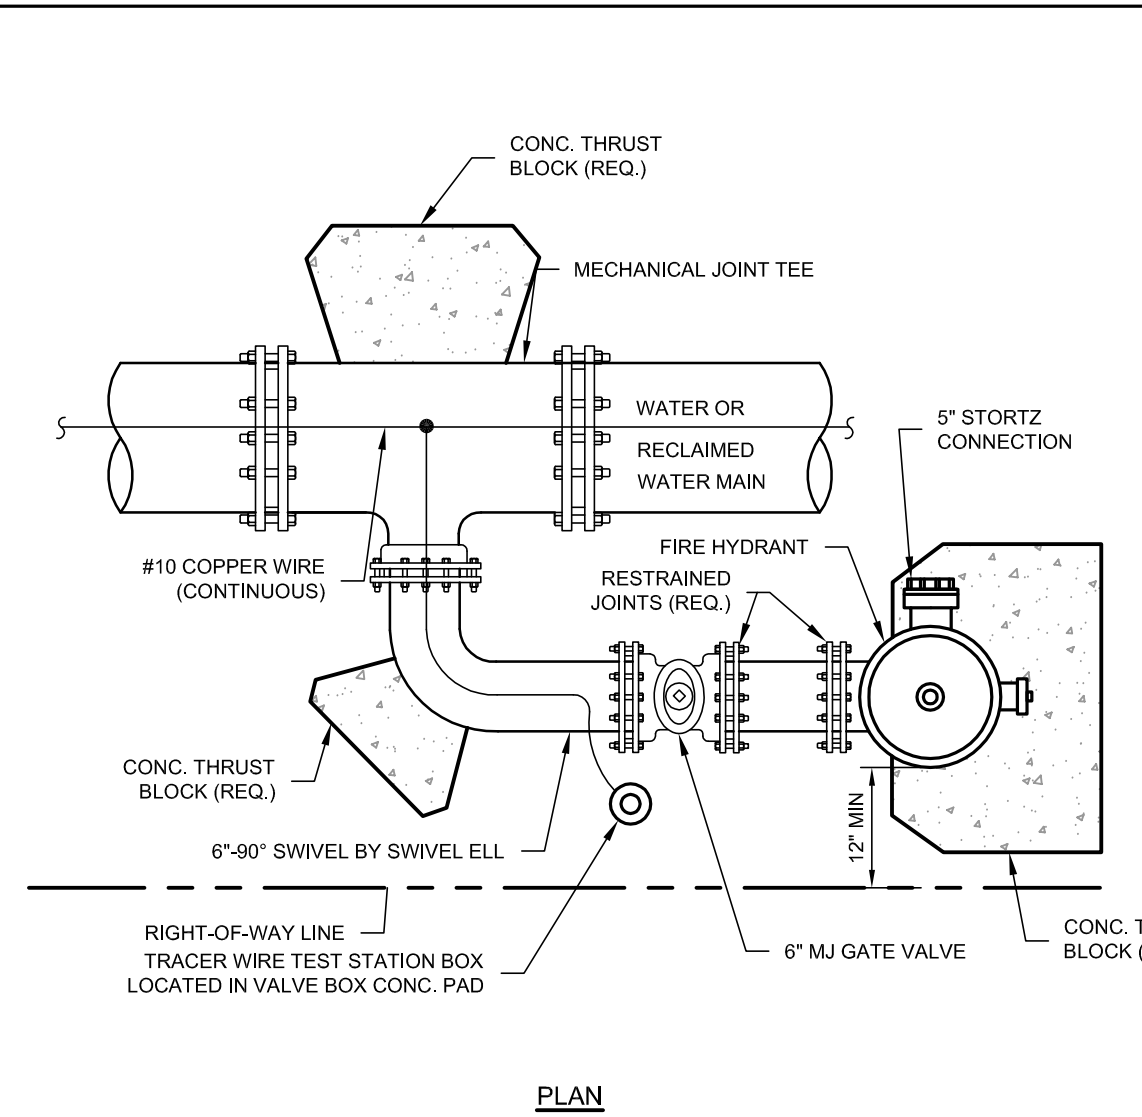 CONC. THRUST
BLOCK (REQ.)
MECHANICAL JOINT TEE
WATER OR
RECLAIMED
WATER MAIN
5" STORTZ
CONNECTION
#10 COPPER WIRE
(CONTINUOUS)
FIRE HYDRANT
RESTRAINED
JOINTS (REQ.)
CONC. THRUST
BLOCK (REQ.)
12" MIN
6"-90° SWIVEL BY SWIVEL ELL
RIGHT-OF-WAY LINE
TRACER WIRE TEST STATION BOX
LOCATED IN VALVE BOX CONC. PAD
6" MJ GATE VALVE
CONC.
BLOCK (
PLAN